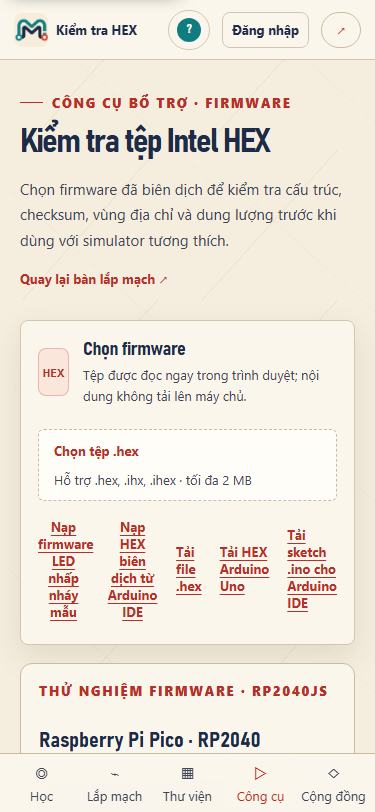 Kiểm tra HEX
?
Đăng nhập
↗
CÔNG CỤ BỔ TRỢ · FIRMWARE
Kiểm tra tệp Intel HEX
Chọn firmware đã biên dịch để kiểm tra cấu trúc,
checksum, vùng địa chỉ và dung lượng trước khi
dùng với simulator tương thích.
Quay lại bàn lắp mạch ↗
HEX
Chọn firmware
Tệp được đọc ngay trong trình duyệt; nội
dung không tải lên máy chủ.
Chọn tệp .hex
Hỗ trợ .hex, .ihx, .ihex · tối đa 2 MB
Nạp
firmware
LED
nhấp
nháy
mẫu
Nạp
HEX
biên
dịch từ
Arduino
IDE
Tải
file
.hex
Tải HEX
Arduino
Uno
Tải
sketch
.ino cho
Arduino
IDE
THỬ NGHIỆM FIRMWARE · RP2040JS
Raspberry Pi Pico · RP2040
Học
Lắp mạch
Thư viện
Công cụ
Cộng đồng